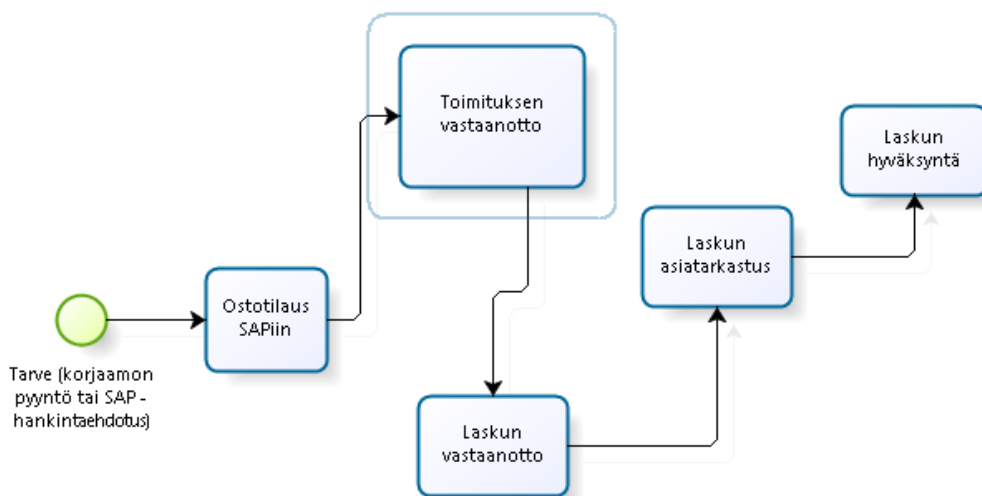 Tarve (korjaamon
pyyntö tai SAP -
hankintaehdotus)
Ostotilaus
SAPiin
Toimituksen
vastaanotto
Laskun
vastaanotto
Laskun
asiatarkastus
Laskun
hyväksyntä